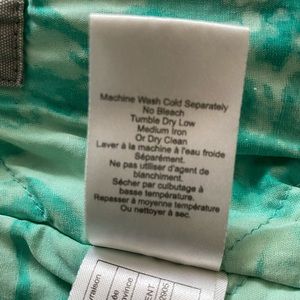 Machine Wash Cold Separately
No Bleach
Tumble Dry Low
Medium Iron
Or Dry Clean
Laver à la machine à l'eau froide
Séparément.
Ne pas utiliser d'agent de
blanchiment.
Sécher par culbutage à
basse température.
Repasser à moyenne température
Ou nettoyer à sec.